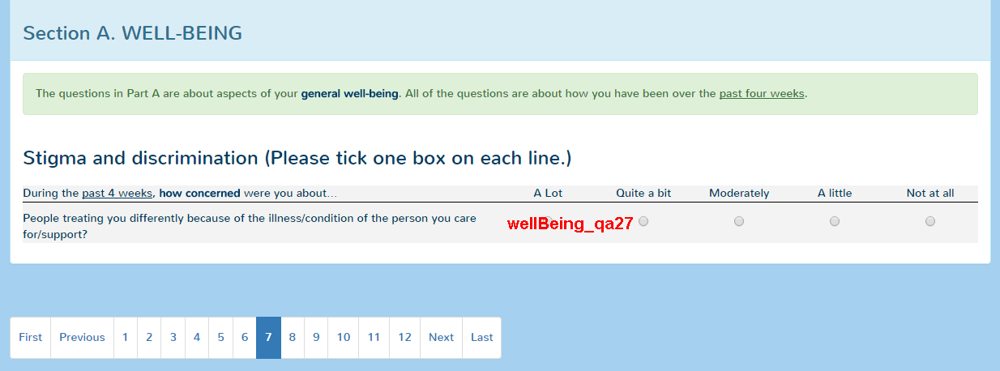 Section A. WELL-BEING
The questions in Part A are about aspects of your general well-being. All of the questions are about how you have been over the past four weeks.
Stigma and discrimination (Please tick one box on each line.)
During the past 4 weeks, how concerned were you about... A Lot Quite a bit Moderately A little Not at all
People treating you differently because of the illness/condition of the person you care
for/support?
wellBeing_qa27
First Previous 1 2 3 4 5 6 7 8 9 10 11 12 Next Last